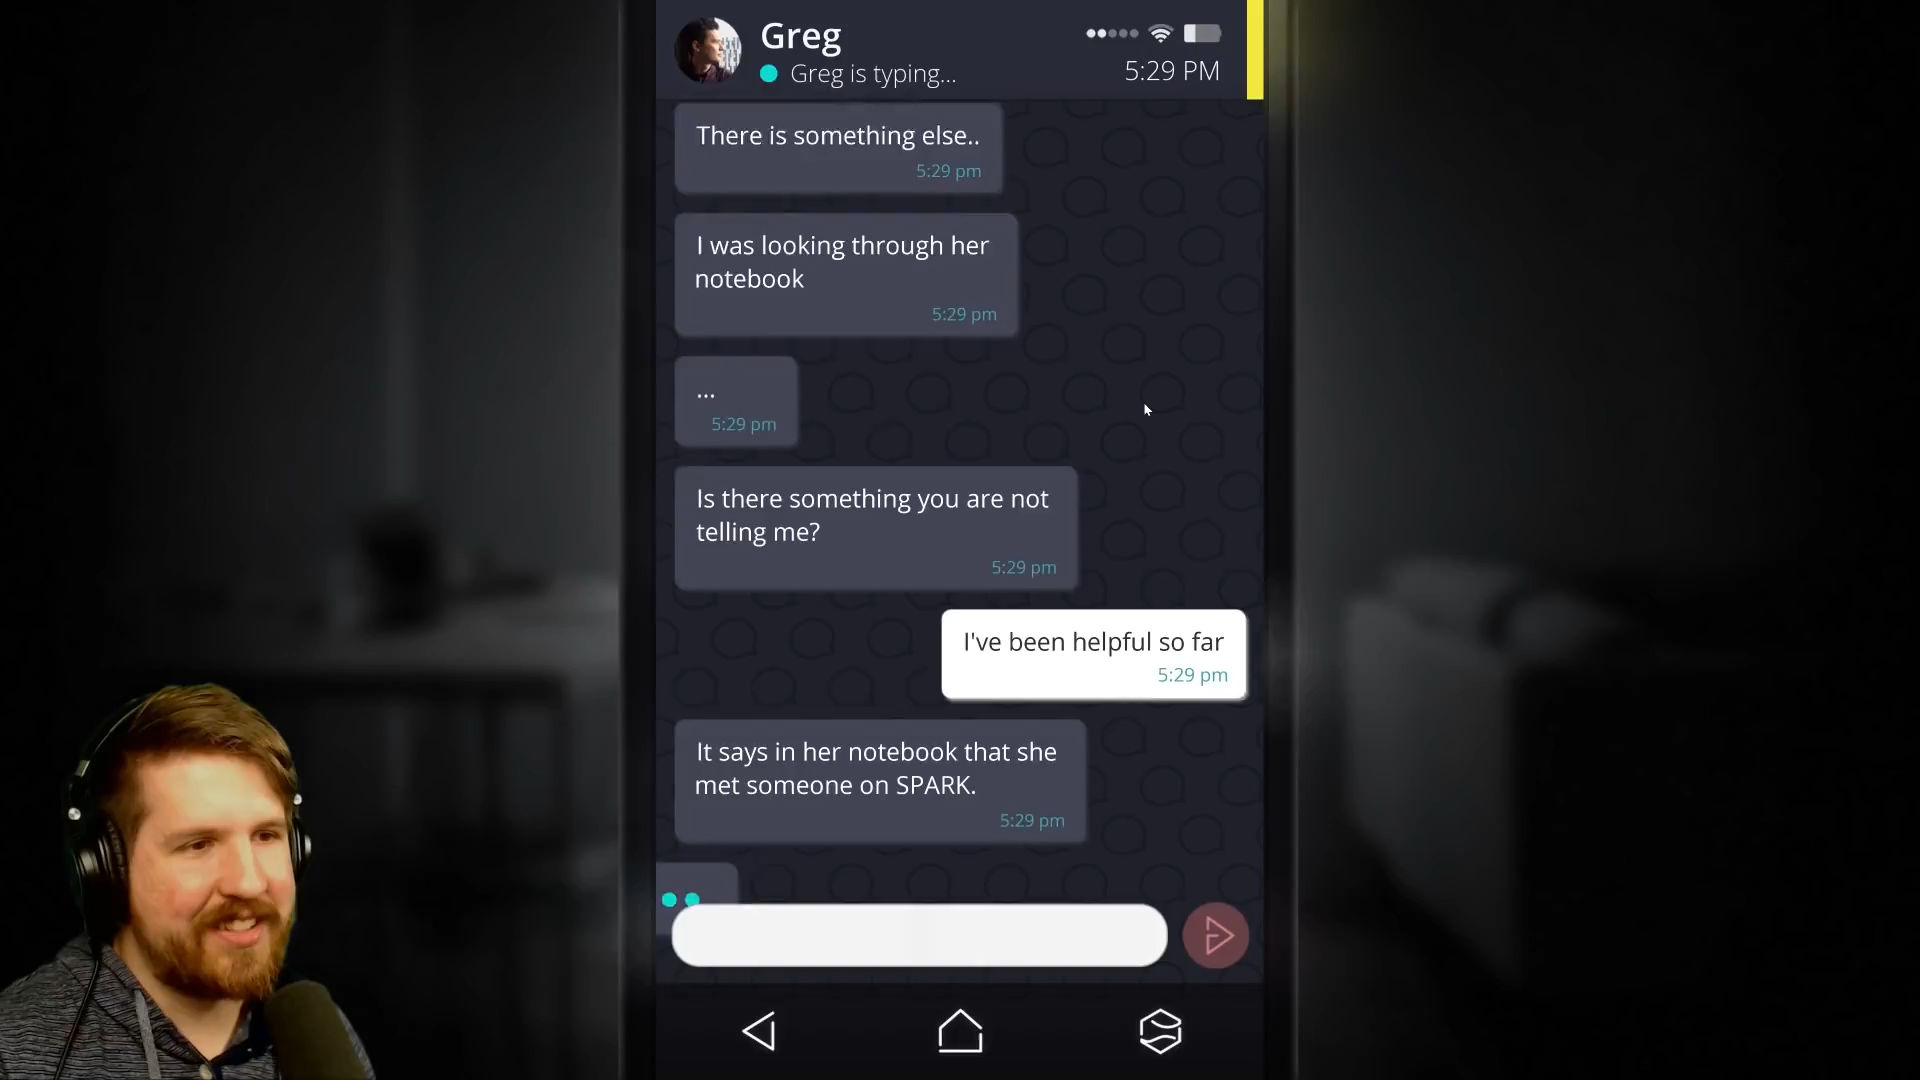 Greg
Greg is typing...
5:29 PM
There is something else..
5:29 pm
I was looking through her
notebook
5:29 pm
...
5:29 pm
Is there something you are not
telling me?
5:29 pm
I've been helpful so far
5:29 pm
It says in her notebook that she
met someone on SPARK.
5:29 pm